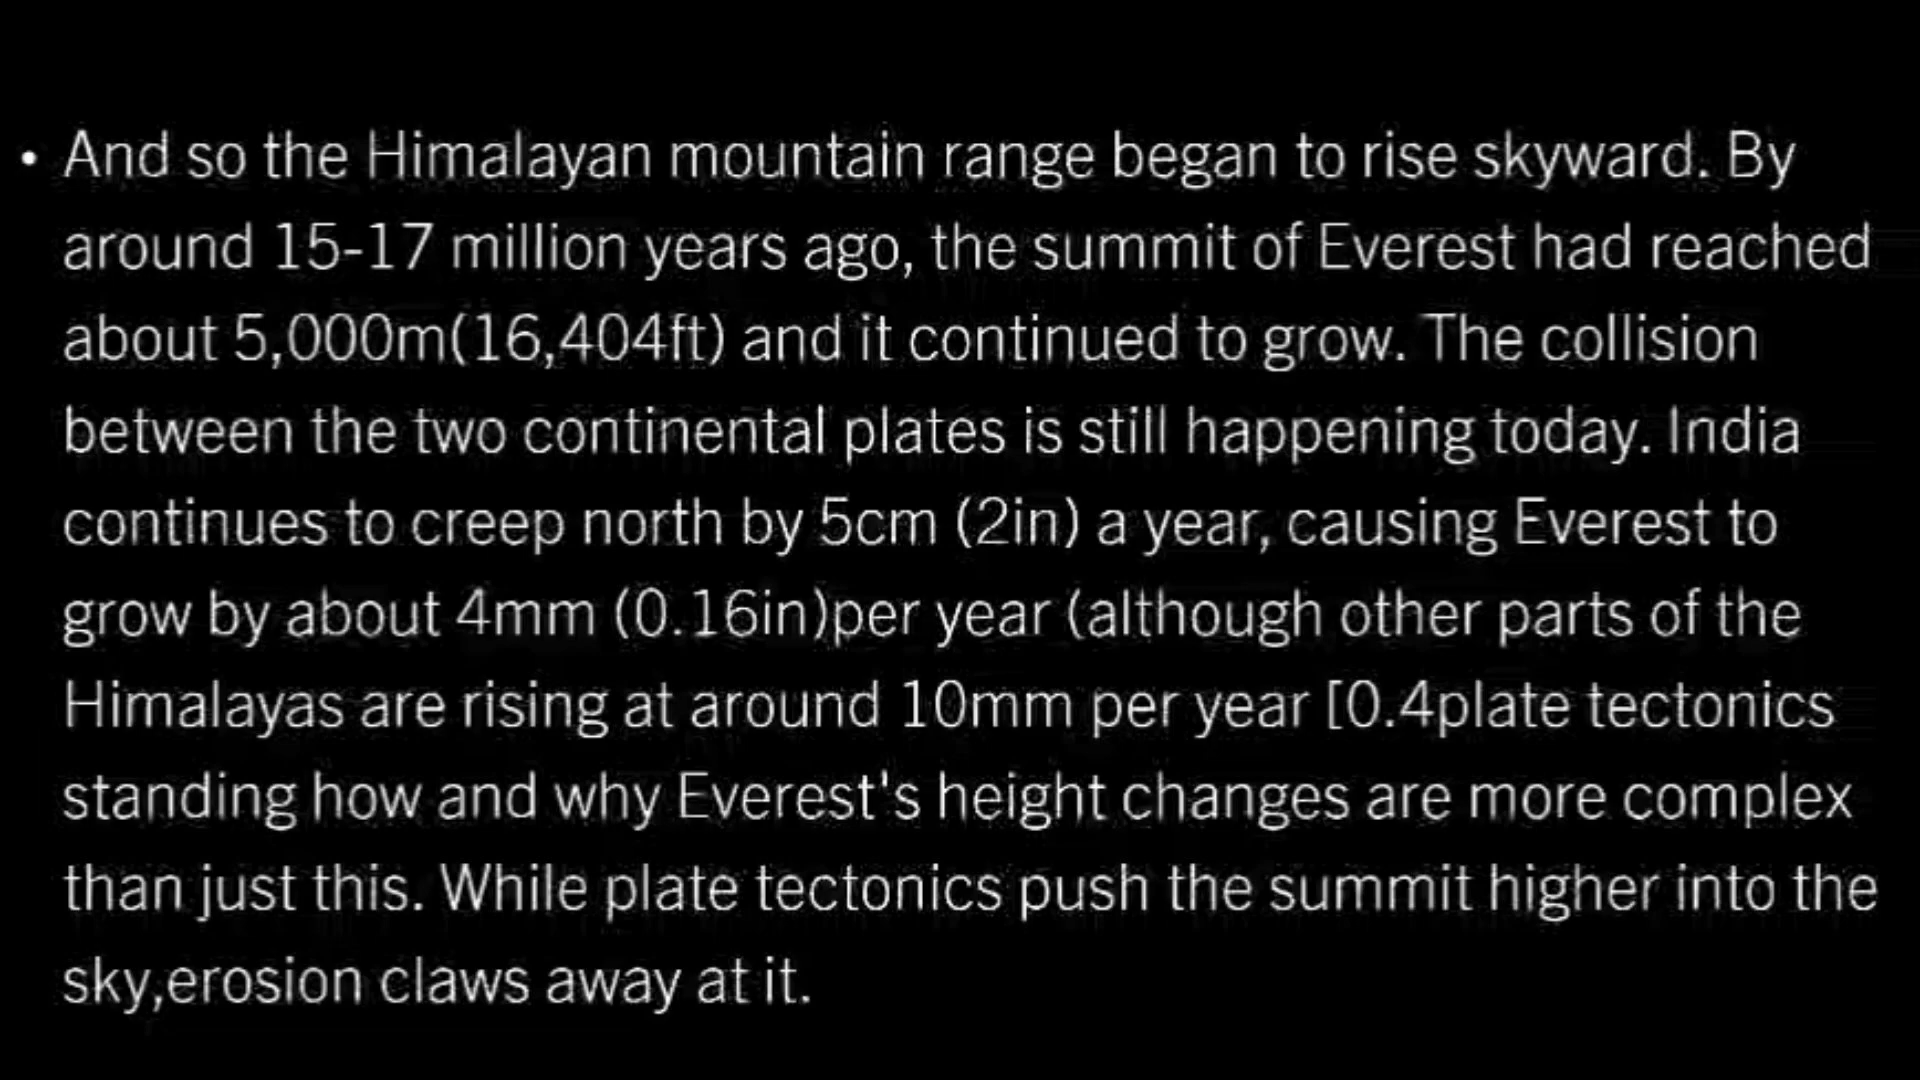 • And so the Himalayan mountain range began to rise skyward. By
around 15-17 million years ago, the summit of Everest had reached
about 5,000m(16,404ft) and it continued to grow. The collision
between the two continental plates is still happening today. India
continues to creep north by 5cm (2in) a year, causing Everest to
grow by about 4mm (0.16in)per year (although other parts of the
Himalayas are rising at around 10mm per year [0.4plate tectonics
standing how and why Everest's height changes are more complex
than just this. While plate tectonics push the summit higher into the
sky,erosion claws away at it.